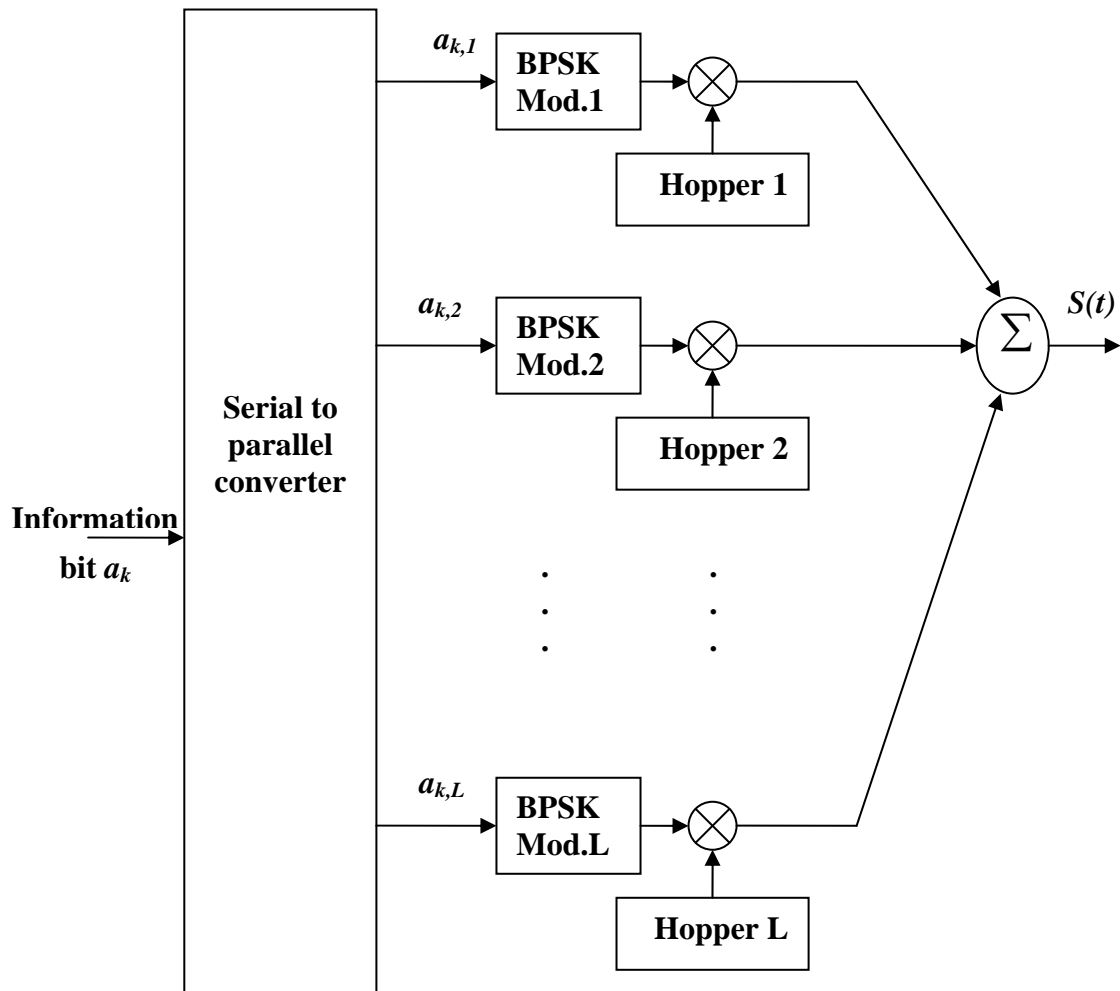 a_{k,1}
BPSK
Mod.1
Hopper 1
a_{k,2}
BPSK
Mod.2
Hopper 2
Σ
S(t)
Serial to
parallel
converter
Information
bit a_k
.
.
.
.
.
.
a_{k,L}
BPSK
Mod.L
Hopper L